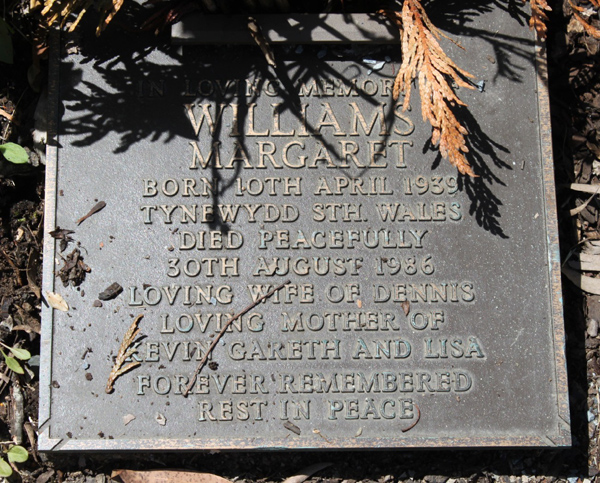 IN LOVING MEMORY OF
WILLIAMS
MARGARET
BORN 10TH APRIL 1939
TYNEWYDD STH. WALES
DIED PEACEFULLY
30TH AUGUST 1986
LOVING WIFE OF DENNIS
LOVING MOTHER OF
KEVIN GARETH AND LISA
FOREVER REMEMBERED
REST IN PEACE